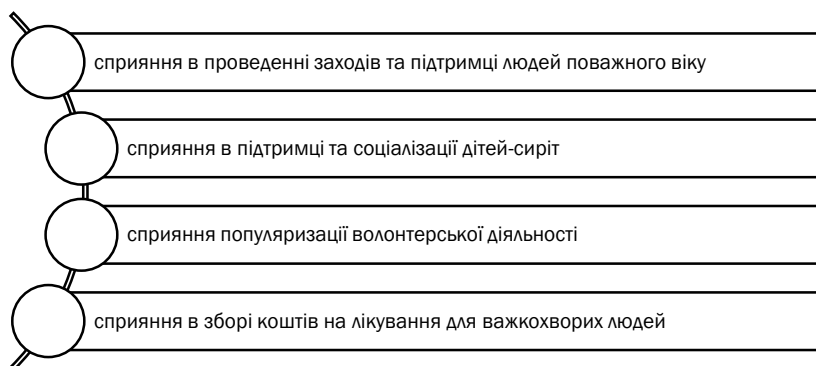 сприяння в проведенні заходів та підтримці людей поважного віку
сприяння в підтримці та соціалізації дітей-сиріт
сприяння популяризації волонтерської діяльності
сприяння в зборі коштів на лікування для важкохворих людей